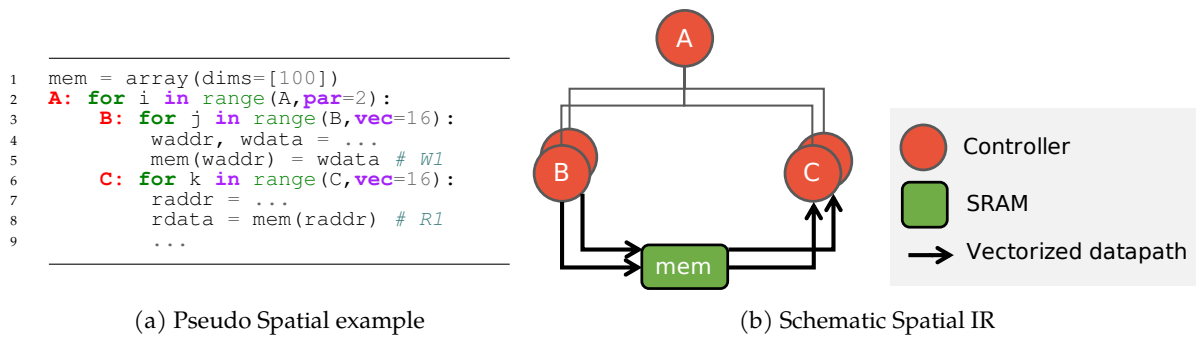 1 mem = array(dims=[100])
2 A: for i in range(A,par=2):
3 B: for j in range(B,vec=16):
4 waddr, wdata = ...
5 mem(waddr) = wdata # W1
6 C: for k in range(C,vec=16):
7 raddr = ...
8 rdata = mem(raddr) # R1
9 ...
(a) Pseudo Spatial example
A
B
C
mem
Controller
SRAM
Vectorized datapath
(b) Schematic Spatial IR